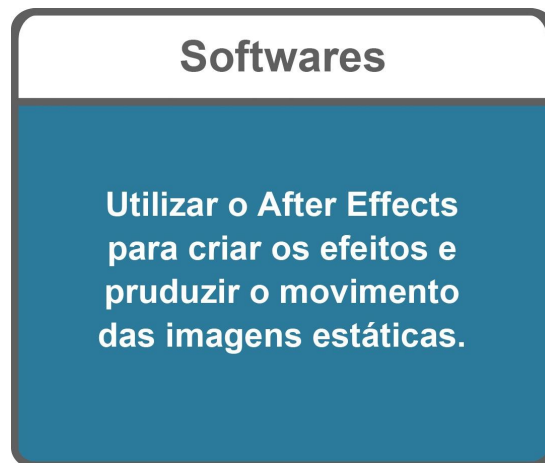 Softwares
Utilizar o After Effects
para criar os efeitos e
pruduzir o movimento
das imagens estáticas.